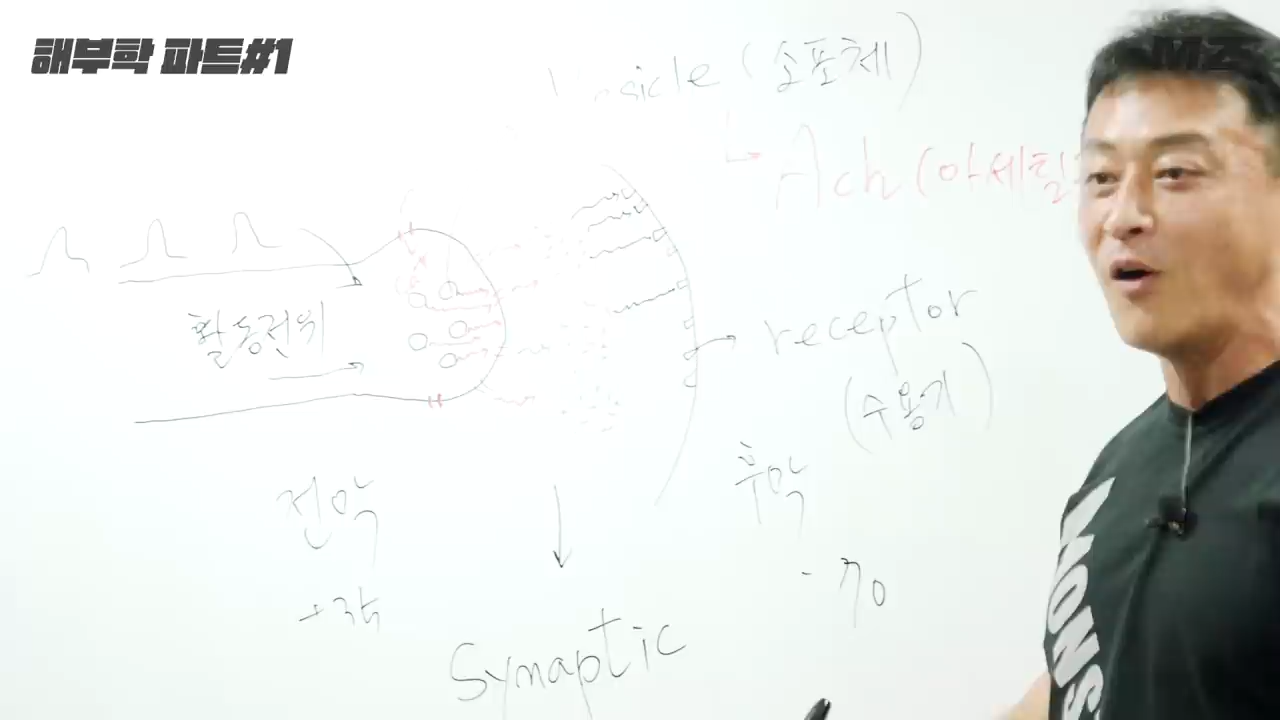 해부학 파트#1
(소포체)
Ach (아세틸
활동전위
receptor
(수용기)
전막
후막
+35
-70
Synaptic
MONS